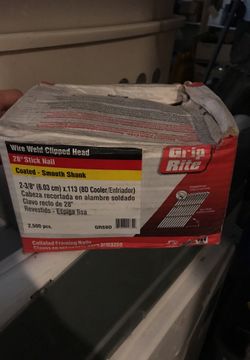 Wire Weld Clipped Head
28° Stick Nail
Coated - Smooth Shank
2-3/8" (6.03 cm) x .113 (8D Cooler/Enfriador)
Cabeza recortada en alambre soldado
Clavo recto de 28°
Revestido - Espiga lisa
2,500 pcs.
GRS8D
Grip
Rite
Collated Framing Nails